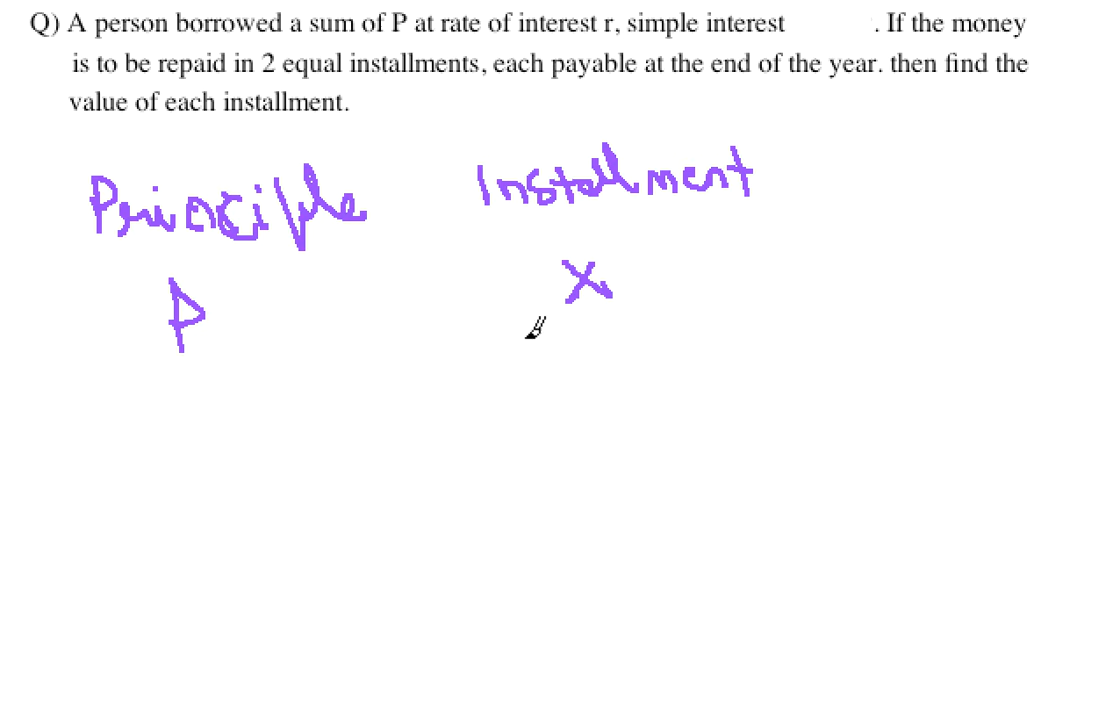 Q) A person borrowed a sum of P at rate of interest r, simple interest . If the money
is to be repaid in 2 equal installments, each payable at the end of the year. then find the
value of each installment.
Principle Installment
P X